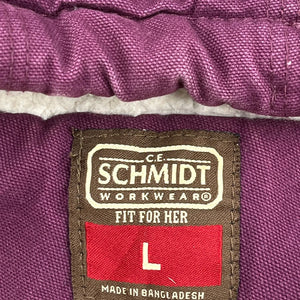 C.E.
SCHMIDT
WORKWEAR®
FIT FOR HER
L
MADE IN BANGLADESH